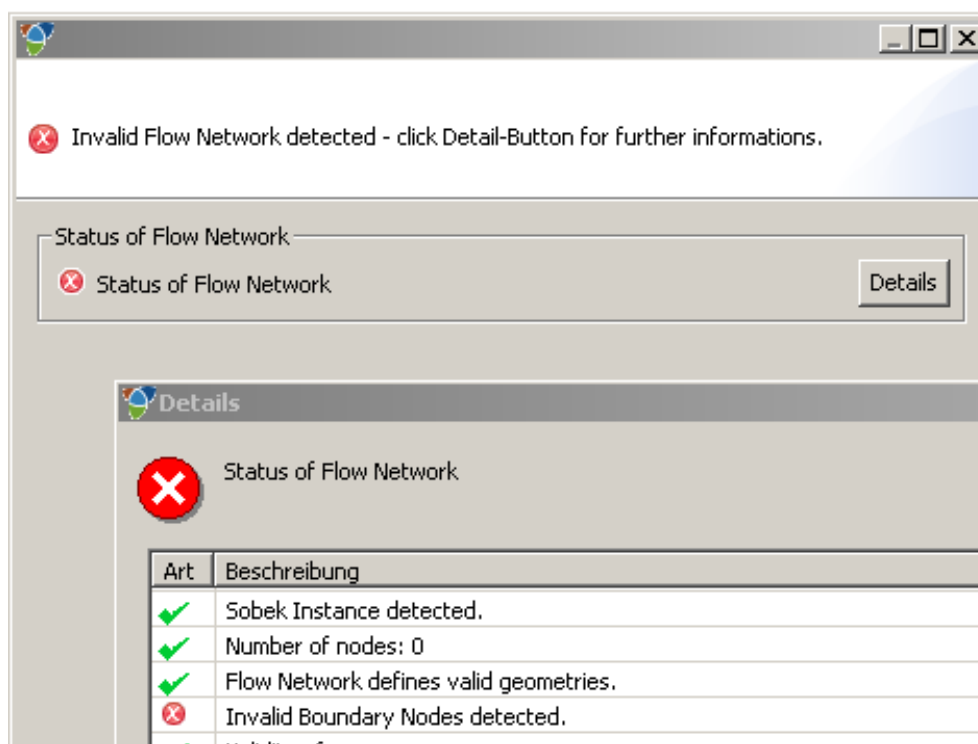 Invalid Flow Network detected - click Detail-Button for further informations.
Status of Flow Network
Status of Flow Network
Details
Details
Status of Flow Network
Art Beschreibung
Sobek Instance detected.
Number of nodes: 0
Flow Network defines valid geometries.
Invalid Boundary Nodes detected.